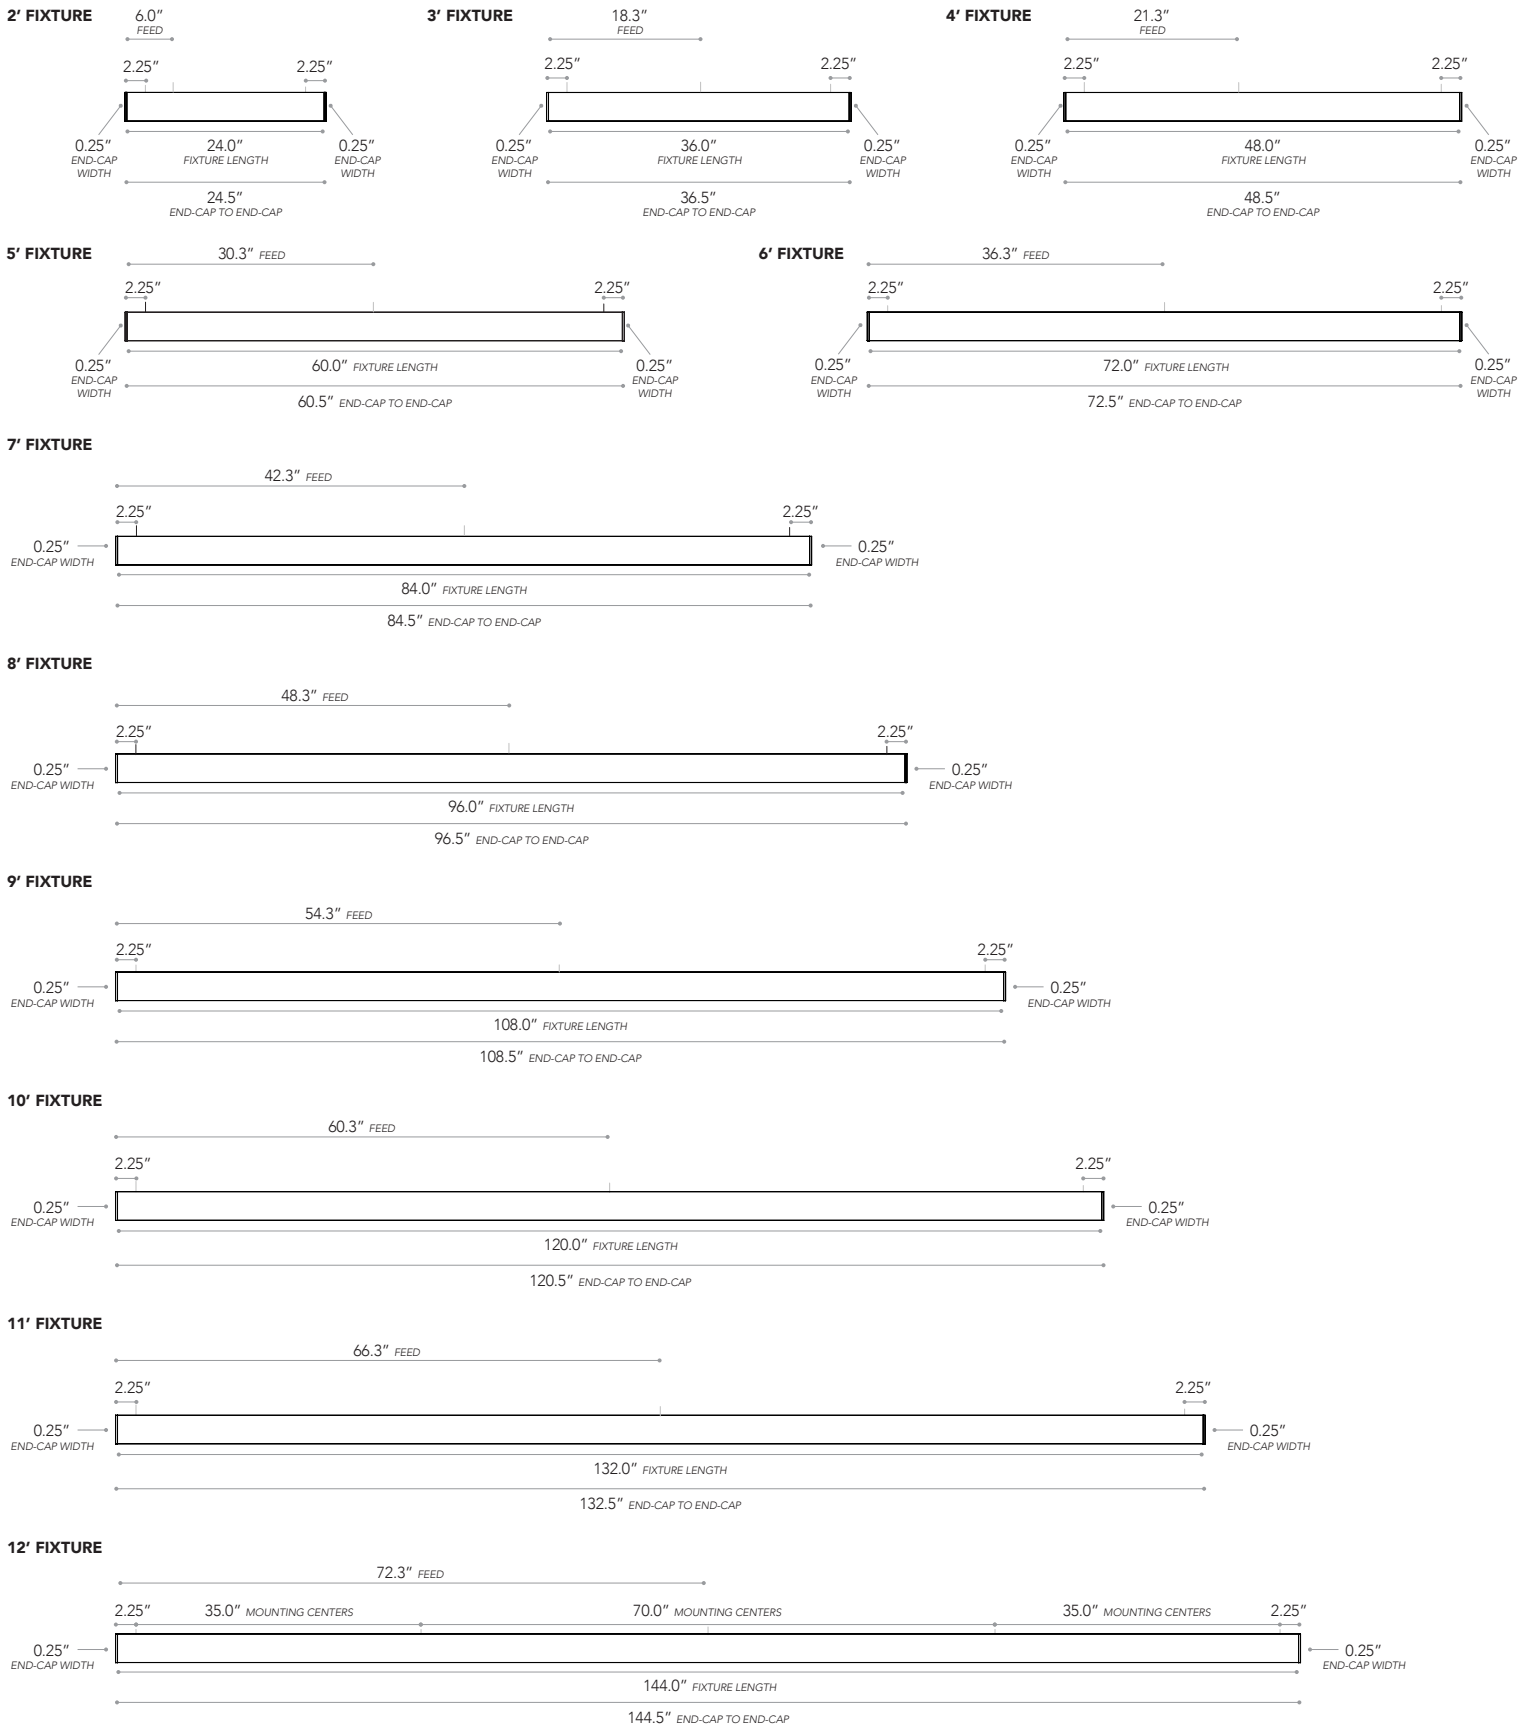 2’ FIXTURE
6.0”
FEED
2.25”
2.25”
0.25”
END-CAP
WIDTH
24.0”
FIXTURE LENGTH
0.25”
END-CAP
WIDTH
24.5”
END-CAP TO END-CAP
3’ FIXTURE
18.3”
FEED
2.25”
2.25”
0.25”
END-CAP
WIDTH
36.0”
FIXTURE LENGTH
0.25”
END-CAP
WIDTH
36.5”
END-CAP TO END-CAP
4’ FIXTURE
21.3”
FEED
2.25”
2.25”
0.25”
END-CAP
WIDTH
48.0”
FIXTURE LENGTH
0.25”
END-CAP
WIDTH
48.5”
END-CAP TO END-CAP
5’ FIXTURE
30.3” FEED
2.25”
2.25”
0.25”
END-CAP
WIDTH
60.0” FIXTURE LENGTH
0.25”
END-CAP
WIDTH
60.5” END-CAP TO END-CAP
6’ FIXTURE
36.3” FEED
2.25”
2.25”
0.25”
END-CAP
WIDTH
72.0” FIXTURE LENGTH
0.25”
END-CAP
WIDTH
72.5” END-CAP TO END-CAP
7’ FIXTURE
42.3” FEED
2.25”
2.25”
0.25”
END-CAP WIDTH
0.25”
END-CAP WIDTH
84.0” FIXTURE LENGTH
84.5” END-CAP TO END-CAP
8’ FIXTURE
48.3” FEED
2.25”
2.25”
0.25”
END-CAP WIDTH
0.25”
END-CAP WIDTH
96.0” FIXTURE LENGTH
96.5” END-CAP TO END-CAP
9’ FIXTURE
54.3” FEED
2.25”
2.25”
0.25”
END-CAP WIDTH
0.25”
END-CAP WIDTH
108.0” FIXTURE LENGTH
108.5” END-CAP TO END-CAP
10’ FIXTURE
60.3” FEED
2.25”
2.25”
0.25”
END-CAP WIDTH
0.25”
END-CAP WIDTH
120.0” FIXTURE LENGTH
120.5” END-CAP TO END-CAP
11’ FIXTURE
66.3” FEED
2.25”
2.25”
0.25”
END-CAP WIDTH
0.25”
END-CAP WIDTH
132.0” FIXTURE LENGTH
132.5” END-CAP TO END-CAP
12’ FIXTURE
72.3” FEED
2.25” 35.0” MOUNTING CENTERS 70.0” MOUNTING CENTERS 35.0” MOUNTING CENTERS 2.25”
0.25”
END-CAP WIDTH
0.25”
END-CAP WIDTH
144.0” FIXTURE LENGTH
144.5” END-CAP TO END-CAP